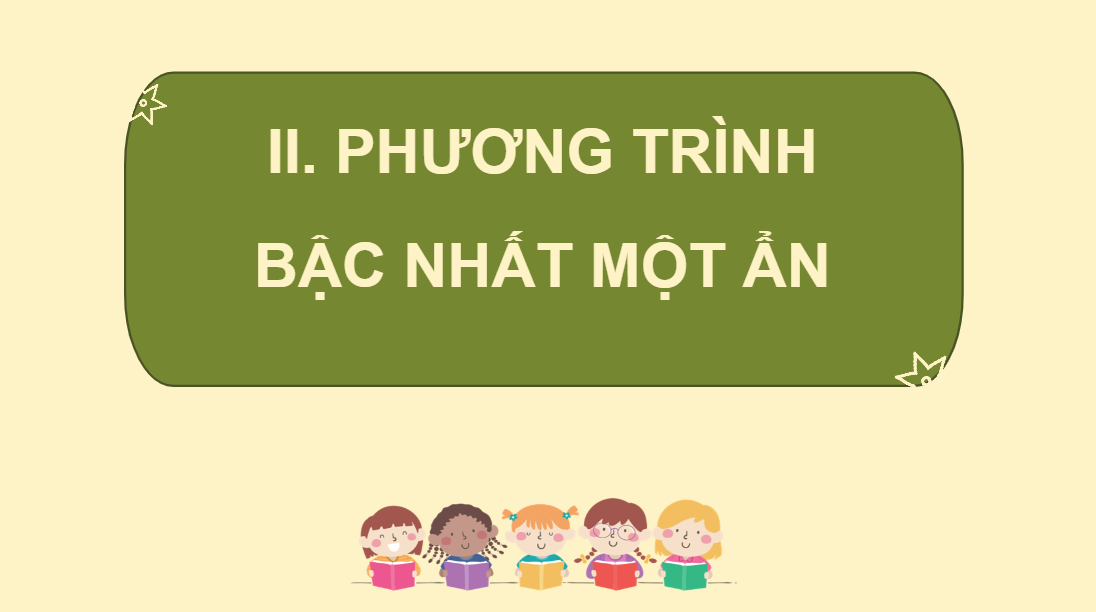 II. PHƯƠNG TRÌNH
BẬC NHẤT MỘT ẨN